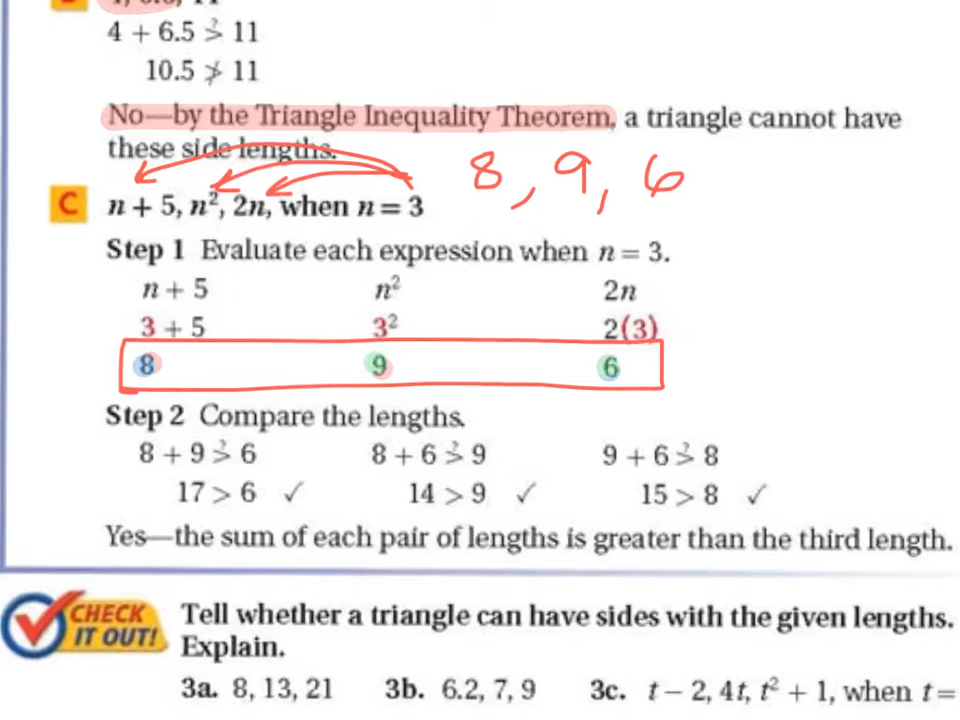 4 + 6.5 ≟> 11
10.5 ≯ 11
No—by the Triangle Inequality Theorem, a triangle cannot have
these side lengths.
8, 9, 6
C n + 5, n², 2n, when n = 3
Step 1 Evaluate each expression when n = 3.
n + 5 n² 2n
3 + 5 3² 2(3)
8 9 6
Step 2 Compare the lengths.
8 + 9 >? 6 8 + 6 >? 9 9 + 6 >? 8
17 > 6 ✓ 14 > 9 ✓ 15 > 8 ✓
Yes—the sum of each pair of lengths is greater than the third length.
CHECK IT OUT! Tell whether a triangle can have sides with the given lengths.
Explain.
3a. 8, 13, 21 3b. 6.2, 7, 9 3c. t – 2, 4t, t² + 1, when t =